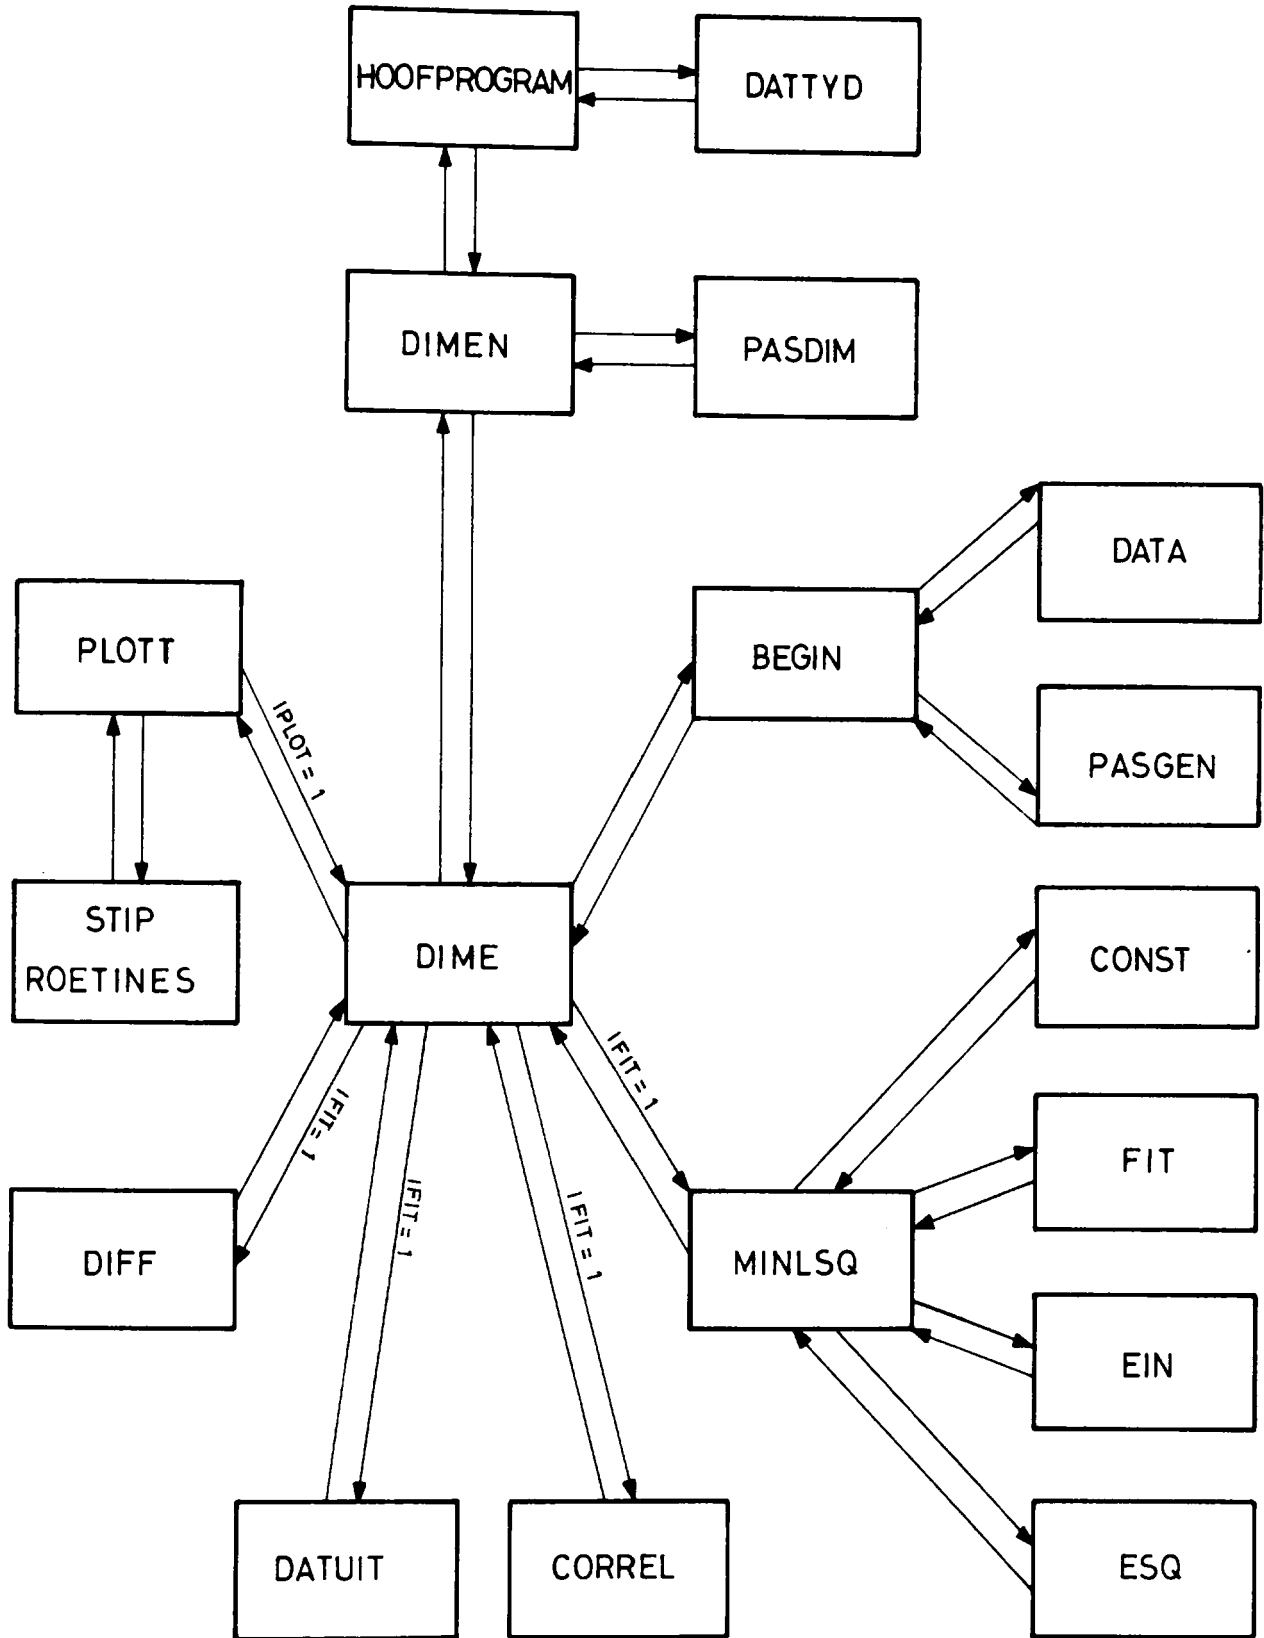 HOOFPROGRAM
DATTYD
DIMEN
PASDIM
DATA
BEGIN
PLOTT
PASGEN
IPLOT = 1
STIP
ROETINES
DIME
CONST
IFIT = 1
IFIT = 1
IFIT = 1
IFIT = 1
FIT
DIFF
MINLSQ
EIN
DATUIT
CORREL
ESQ